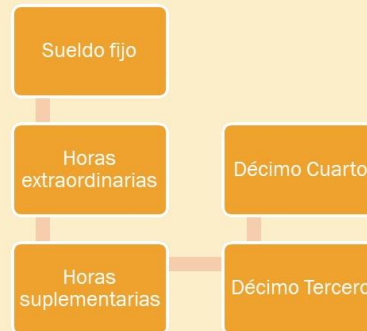 Sueldo fijo
Horas
extraordinarias
Horas
suplementarias
Décimo Tercero
Décimo Cuarto